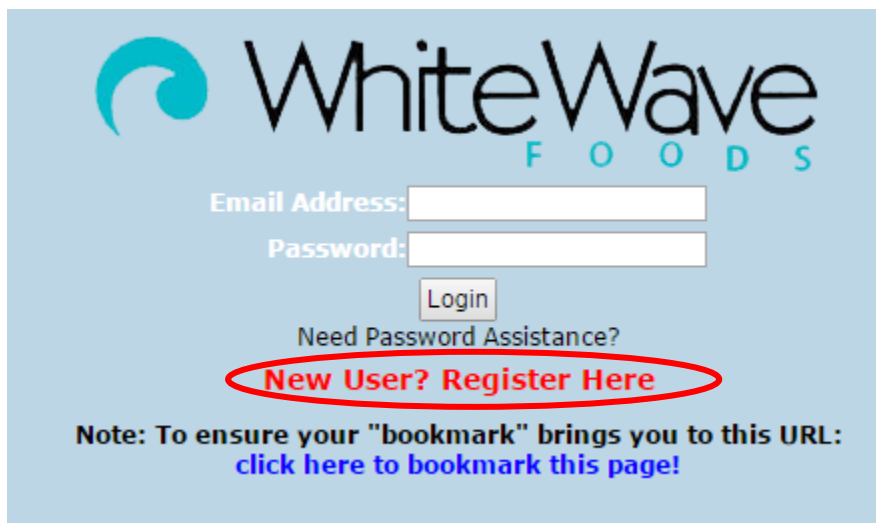 WhiteWave
FOODS
Email Address:
Password:
Login
Need Password Assistance?
New User? Register Here
Note: To ensure your "bookmark" brings you to this URL:
click here to bookmark this page!